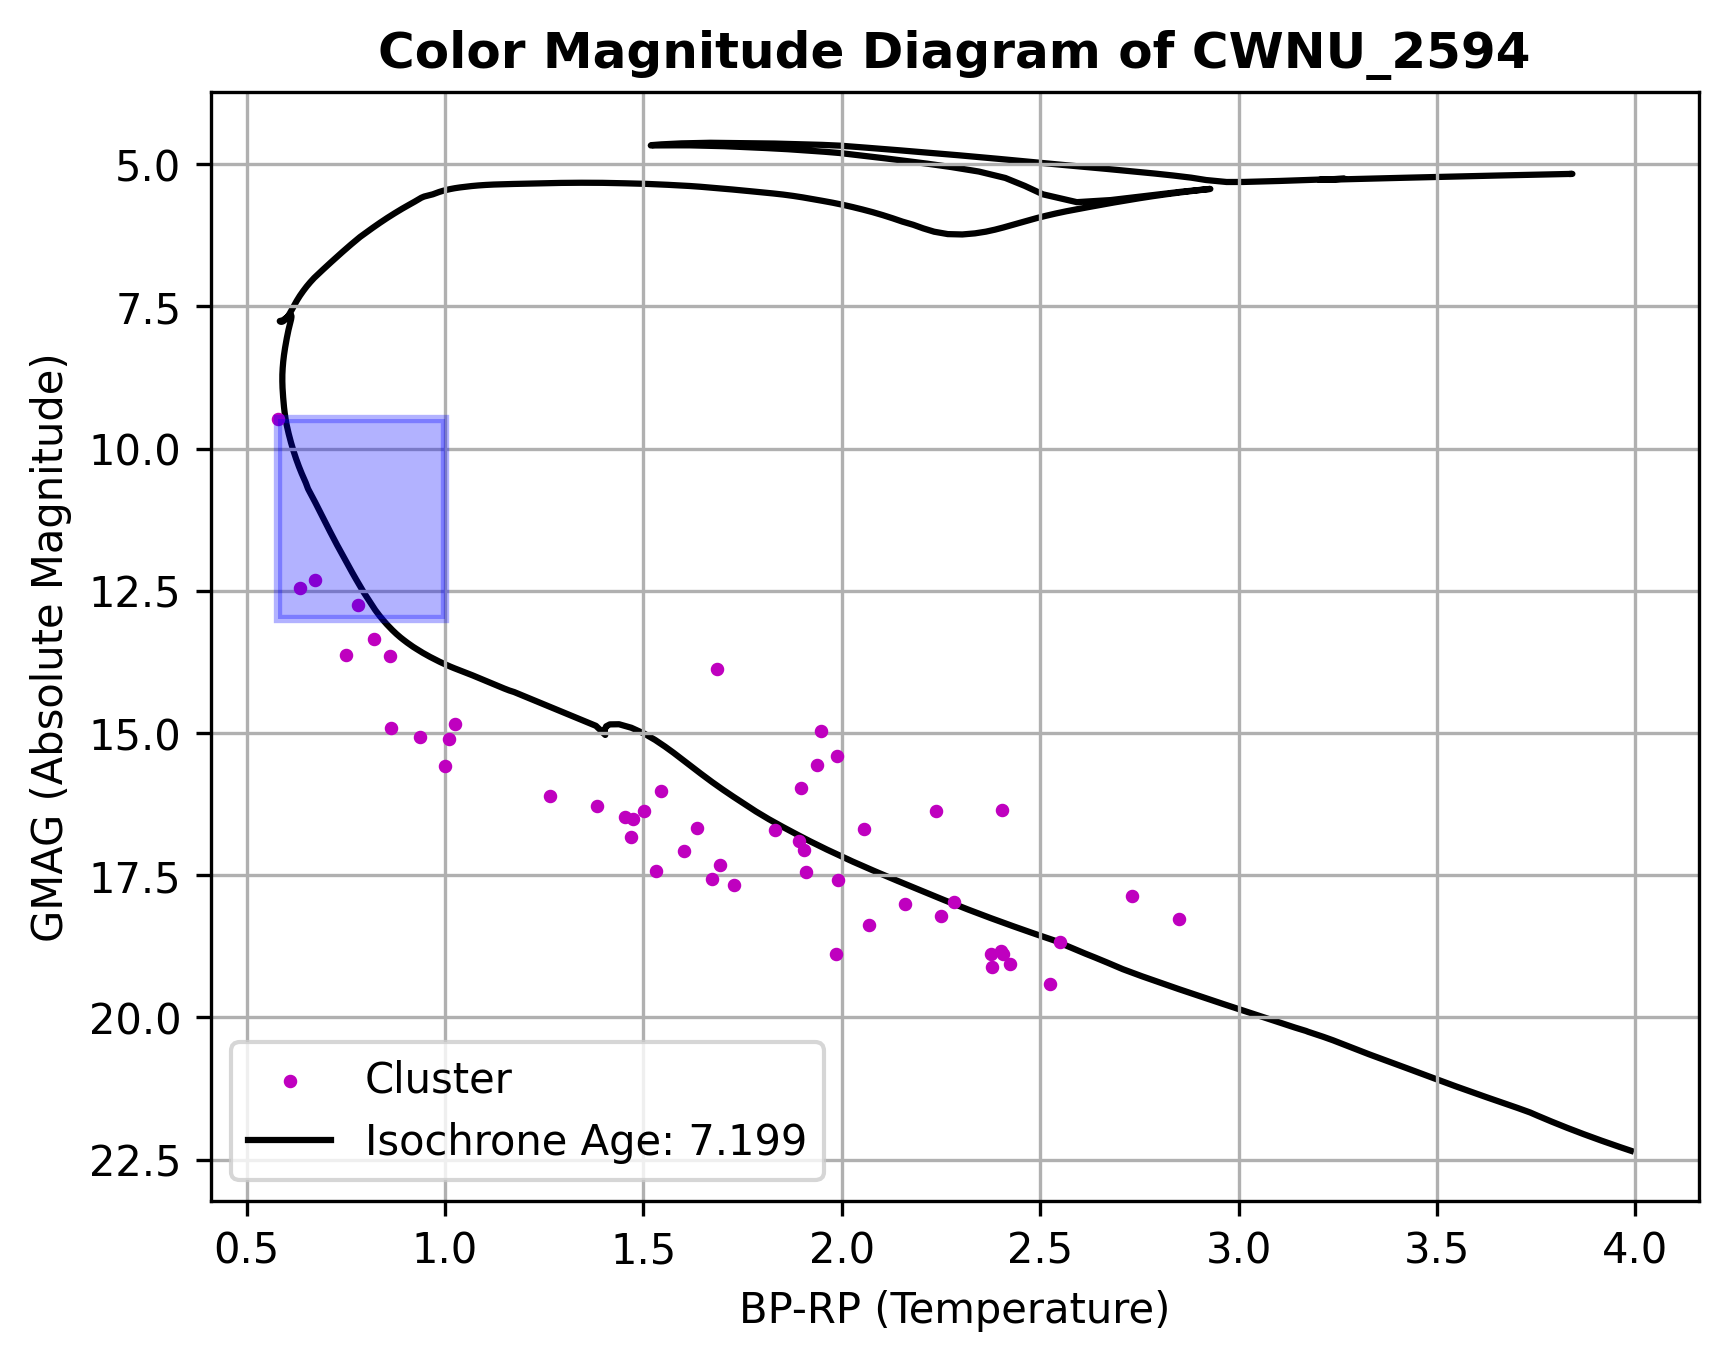 Color Magnitude Diagram of CWNU_2594
GMAG (Absolute Magnitude)
5.0
7.5
10.0
12.5
15.0
17.5
20.0
22.5
Cluster
Isochrone Age: 7.199
0.5 1.0 1.5 2.0 2.5 3.0 3.5 4.0
BP-RP (Temperature)